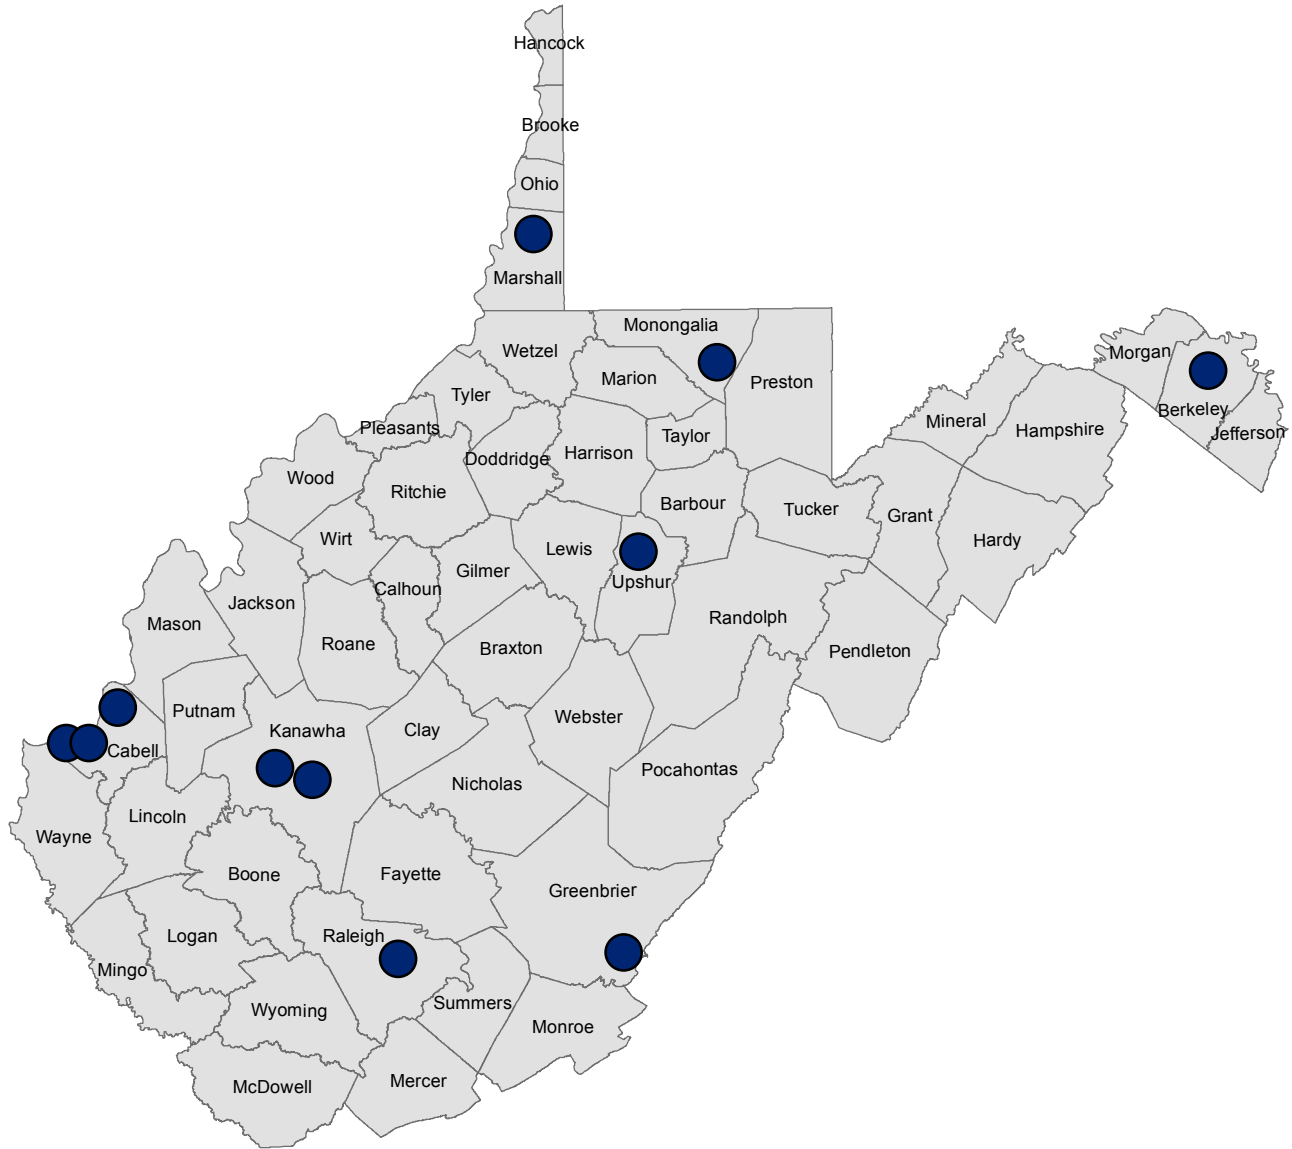 Hancock
Brooke
Ohio
Marshall
Monongalia
Wetzel
Morgan
Marion
Preston
Tyler
Berkeley
Mineral
Pleasants
Hampshire
Jefferson
Taylor
Harrison
Doddridge
Wood
Ritchie
Barbour
Tucker
Grant
Wirt
Hardy
Lewis
Gilmer
Upshur
Calhoun
Jackson
Randolph
Mason
Roane
Braxton
Pendleton
Putnam
Webster
Kanawha
Clay
Cabell
Pocahontas
Nicholas
Lincoln
Wayne
Boone
Fayette
Greenbrier
Logan
Raleigh
Mingo
Summers
Wyoming
Monroe
Mercer
McDowell